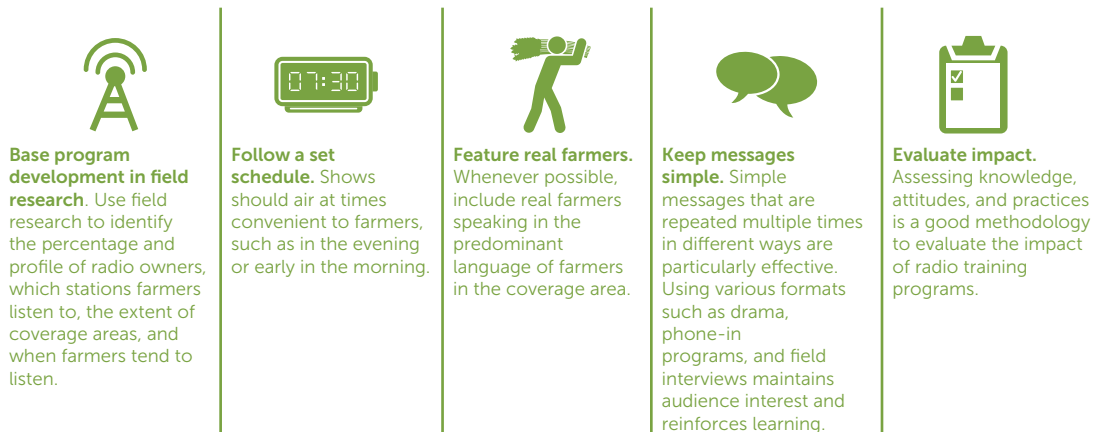 07:30
Base program
development in field
research. Use field
research to identify
the percentage and
profile of radio owners,
which stations farmers
listen to, the extent of
coverage areas, and
when farmers tend to
listen.
Follow a set
schedule. Shows
should air at times
convenient to farmers,
such as in the evening
or early in the morning.
Feature real farmers.
Whenever possible,
include real farmers
speaking in the
predominant
language of farmers
in the coverage area.
Keep messages
simple. Simple
messages that are
repeated multiple times
in different ways are
particularly effective.
Using various formats
such as drama,
phone-in
programs, and field
interviews maintains
audience interest and
reinforces learning.
Evaluate impact.
Assessing knowledge,
attitudes, and practices
is a good methodology
to evaluate the impact
of radio training
programs.